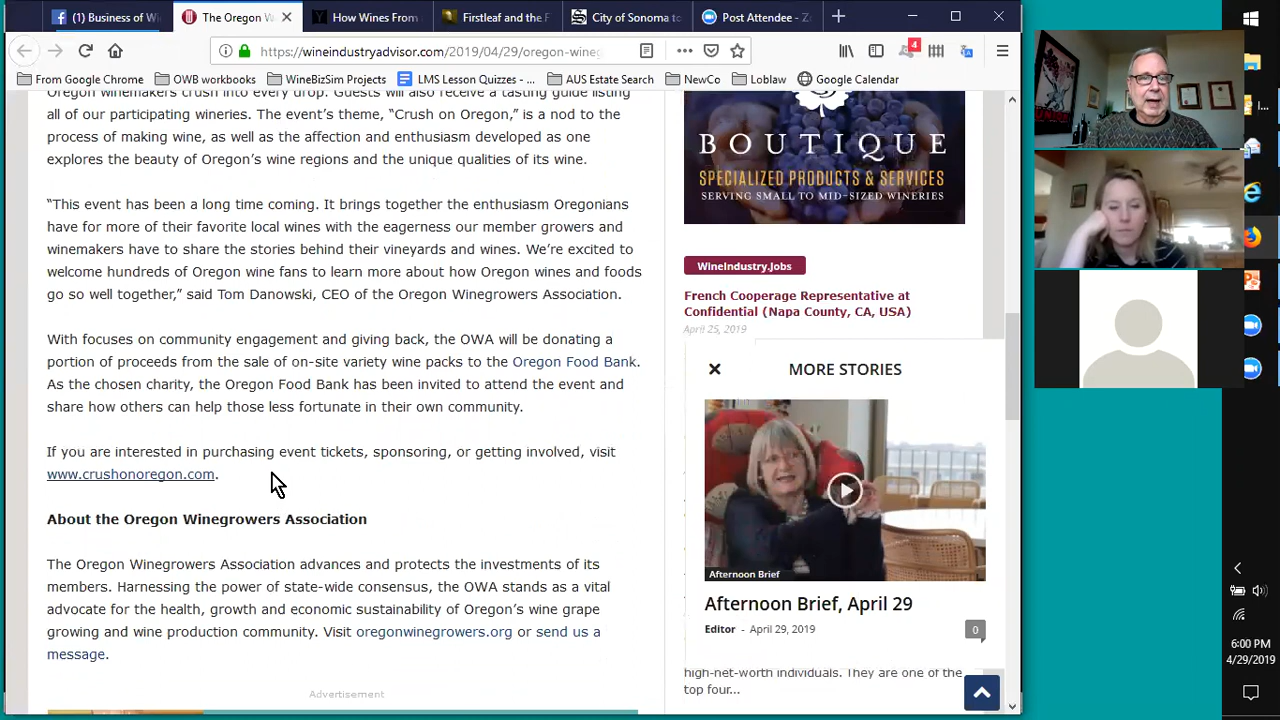 (1) Business of Wi
The Oregon W
How Wines From
Firstleaf and the F
City of Sonoma to
Post Attendee - Z
https://wineindustryadvisor.com/2019/04/29/oregon-wineg
From Google Chrome
OWB workbooks
WineBizSim Projects
LMS Lesson Quizzes - ...
AUS Estate Search
NewCo
Loblaw
Google Calendar
4
Oregon winemakers crush into every drop. Guests will also receive a tasting guide listing
all of our participating wineries. The event's theme, "Crush on Oregon," is a nod to the
process of making wine, as well as the affection and enthusiasm developed as one
explores the beauty of Oregon's wine regions and the unique qualities of its wine.
"This event has been a long time coming. It brings together the enthusiasm Oregonians
have for more of their favorite local wines with the eagerness our member growers and
winemakers have to share the stories behind their vineyards and wines. We're excited to
welcome hundreds of Oregon wine fans to learn more about how Oregon wines and foods
go so well together," said Tom Danowski, CEO of the Oregon Winegrowers Association.
With focuses on community engagement and giving back, the OWA will be donating a
portion of proceeds from the sale of on-site variety wine packs to the Oregon Food Bank.
As the chosen charity, the Oregon Food Bank has been invited to attend the event and
share how others can help those less fortunate in their own community.
If you are interested in purchasing event tickets, sponsoring, or getting involved, visit
www.crushonoregon.com.
About the Oregon Winegrowers Association
The Oregon Winegrowers Association advances and protects the investments of its
members. Harnessing the power of state-wide consensus, the OWA stands as a vital
advocate for the health, growth and economic sustainability of Oregon's wine grape
growing and wine production community. Visit oregonwinegrowers.org or send us a
message.
Advertisement
BOUTIQUE
SPECIALIZED PRODUCTS & SERVICES
SERVING SMALL TO MID-SIZED WINERIES
WineIndustry.Jobs
French Cooperage Representative at
Confidential (Napa County, CA, USA)
April 25, 2019
MORE STORIES
Afternoon Brief
Afternoon Brief, April 29
Editor - April 29, 2019
0
high-net-worth individuals. They are one of the
top four...
6:00 PM
4/29/2019